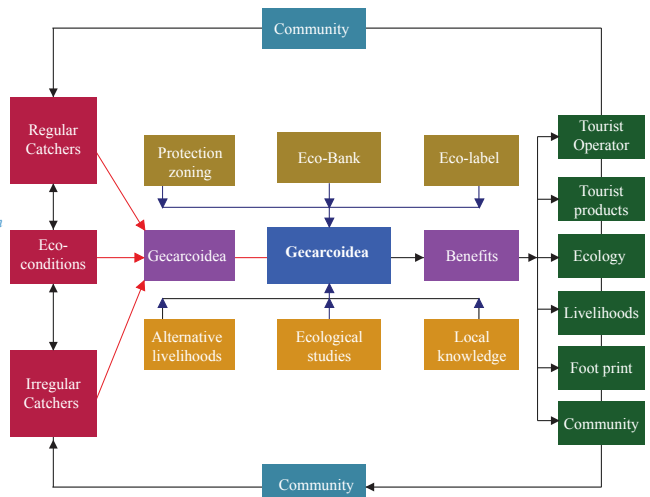 Community
Regular
Catchers
Protection
zoning
Eco-Bank
Eco-label
Tourist
Operator
Tourist
products
Eco-
conditions
Gecarcoidea
Gecarcoidea
Benefits
Ecology
Livelihoods
Alternative
livelihoods
Ecological
studies
Local
knowledge
Irregular
Catchers
Foot print
Community
Community